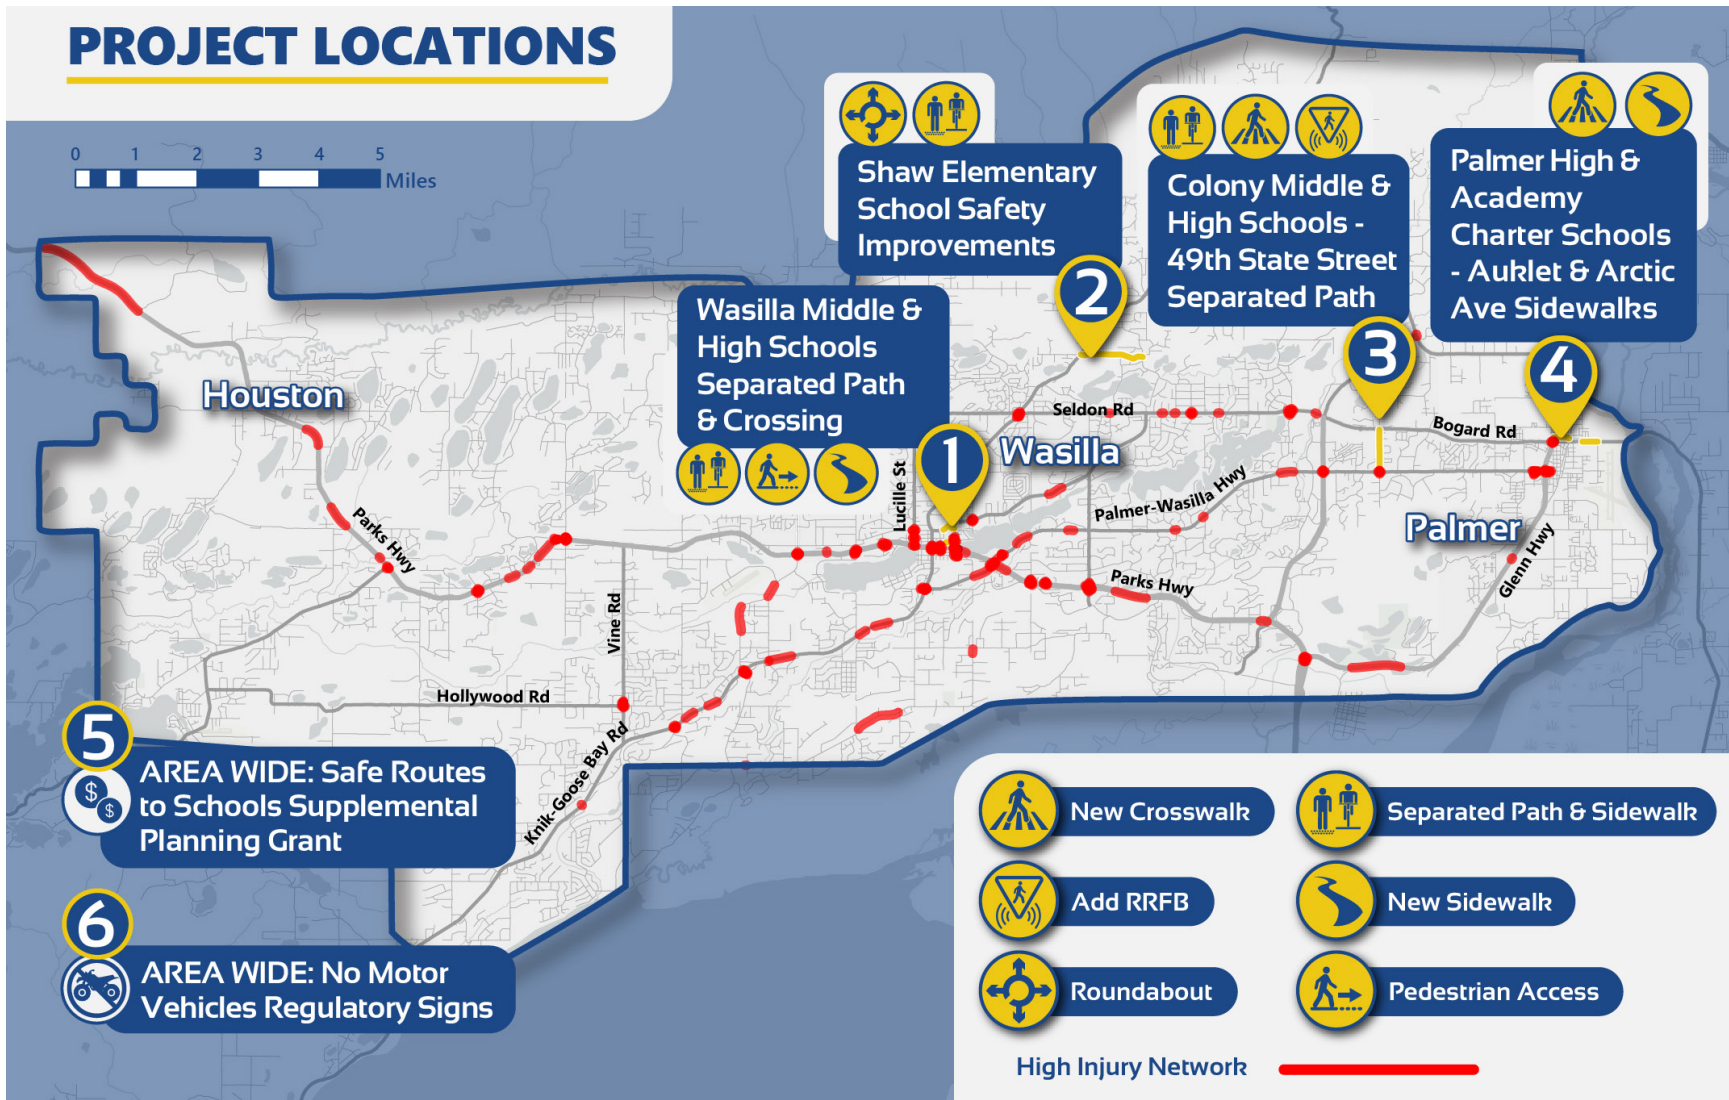 PROJECT LOCATIONS
0 1 2 3 4 5
Miles
Shaw Elementary
School Safety
Improvements
Colony Middle &
High Schools -
49th State Street
Separated Path
Palmer High &
Academy
Charter Schools
- Auklet & Arctic
Ave Sidewalks
Wasilla Middle &
High Schools
Separated Path
& Crossing
1
2
3
4
Houston
Wasilla
Palmer
Seldon Rd
Bogard Rd
Lucille St
Palmer-Wasilla Hwy
Parks Hwy
Parks Hwy
Glenn Hwy
Vine Rd
Hollywood Rd
Knik-Goose Bay Rd
5
$
$
AREA WIDE: Safe Routes
to Schools Supplemental
Planning Grant
6
AREA WIDE: No Motor
Vehicles Regulatory Signs
New Crosswalk
Separated Path & Sidewalk
Add RRFB
New Sidewalk
Roundabout
Pedestrian Access
High Injury Network